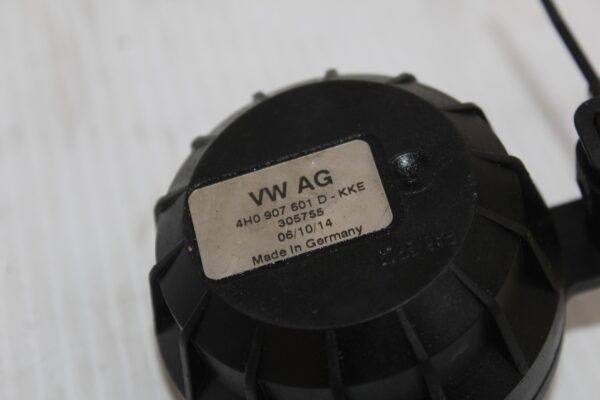 VW AG
4H0 907 601 D - KKE
305755
06/10/14
Made in Germany